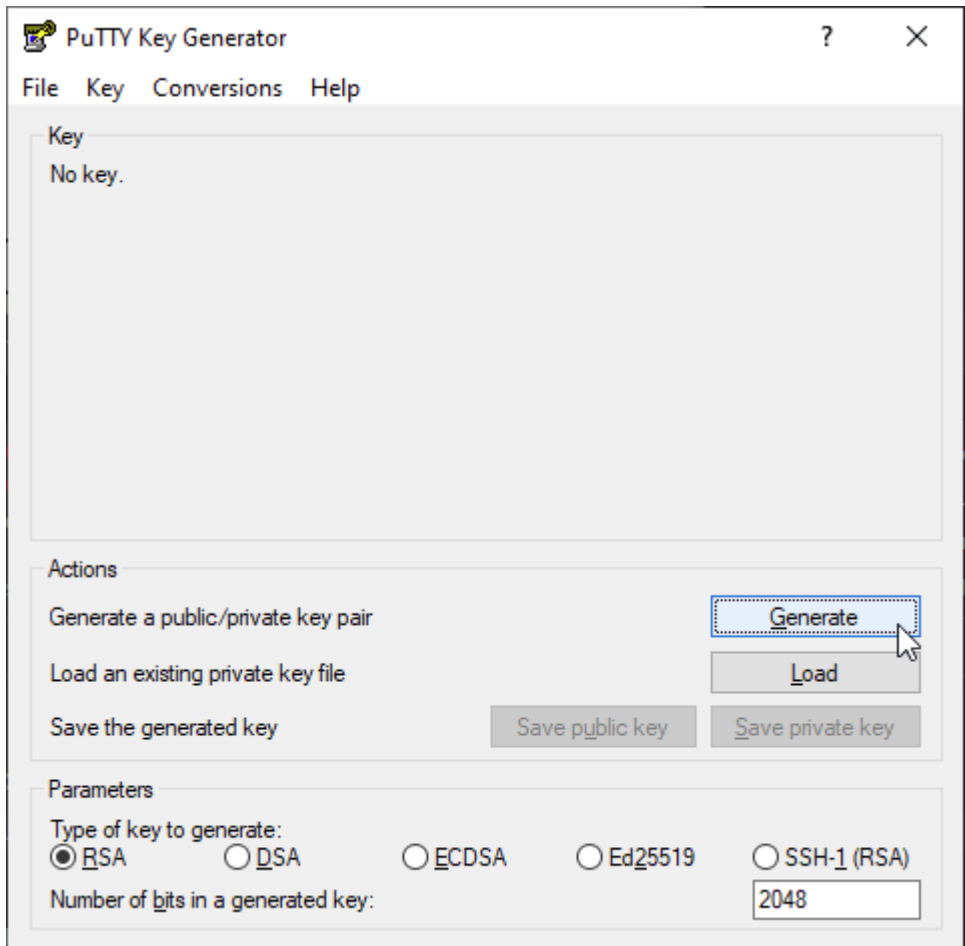 PuTTY Key Generator ?
File Key Conversions Help
Key
No key.
Actions
Generate a public/private key pair Generate
Load an existing private key file Load
Save the generated key Save public key Save private key
Parameters
Type of key to generate:
RSA DSA ECDSA Ed25519 SSH-1 (RSA)
Number of bits in a generated key: 2048